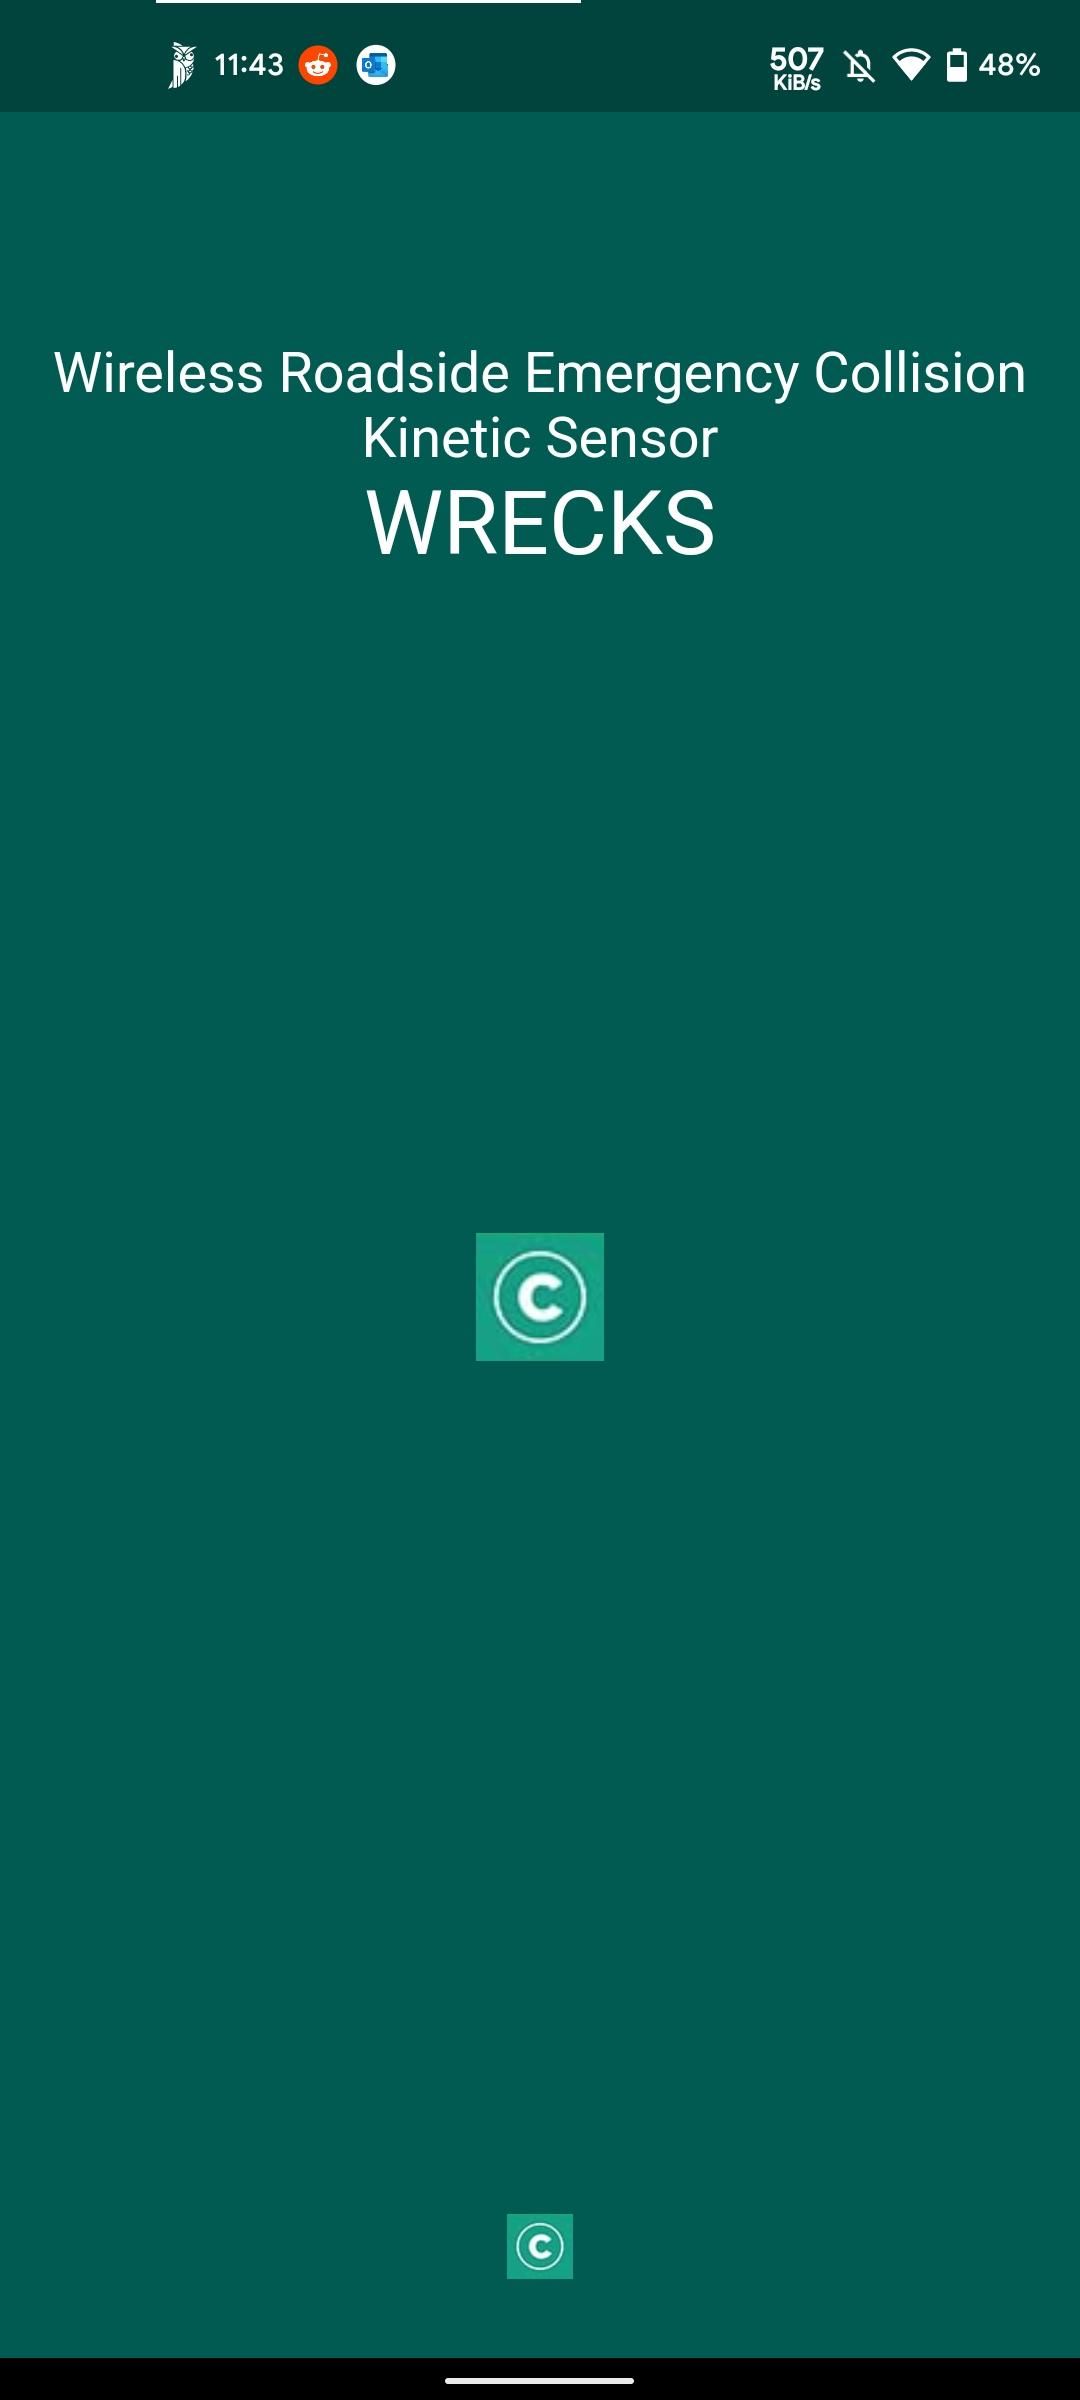 11:43
507
KiB/s
48%
Wireless Roadside Emergency Collision
Kinetic Sensor
WRECKS
C
C